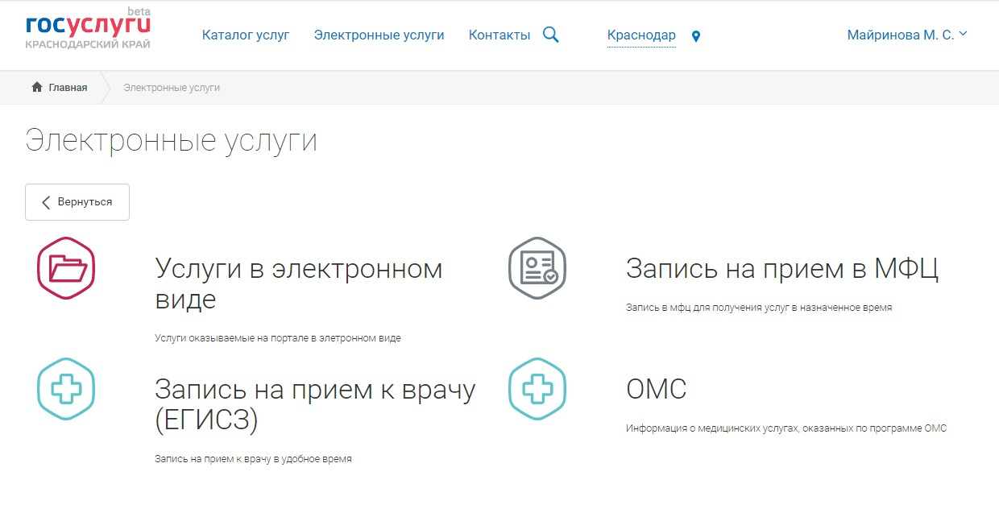 beta
госуслуги
КРАСНОДАРСКИЙ КРАЙ
Каталог услуг Электронные услуги Контакты Краснодар Майринова М. С.
Главная Электронные услуги
Электронные услуги
Вернуться
Услуги в электронном
виде
Услуги оказываемые на портале в элетронном виде
Запись на прием в МФЦ
Запись в мфц для получения услуг в назначенное время
Запись на прием к врачу
(ЕГИСЗ)
Запись на прием к врачу в удобное время
ОМС
Информация о медицинских услугах, оказанных по программе ОМС